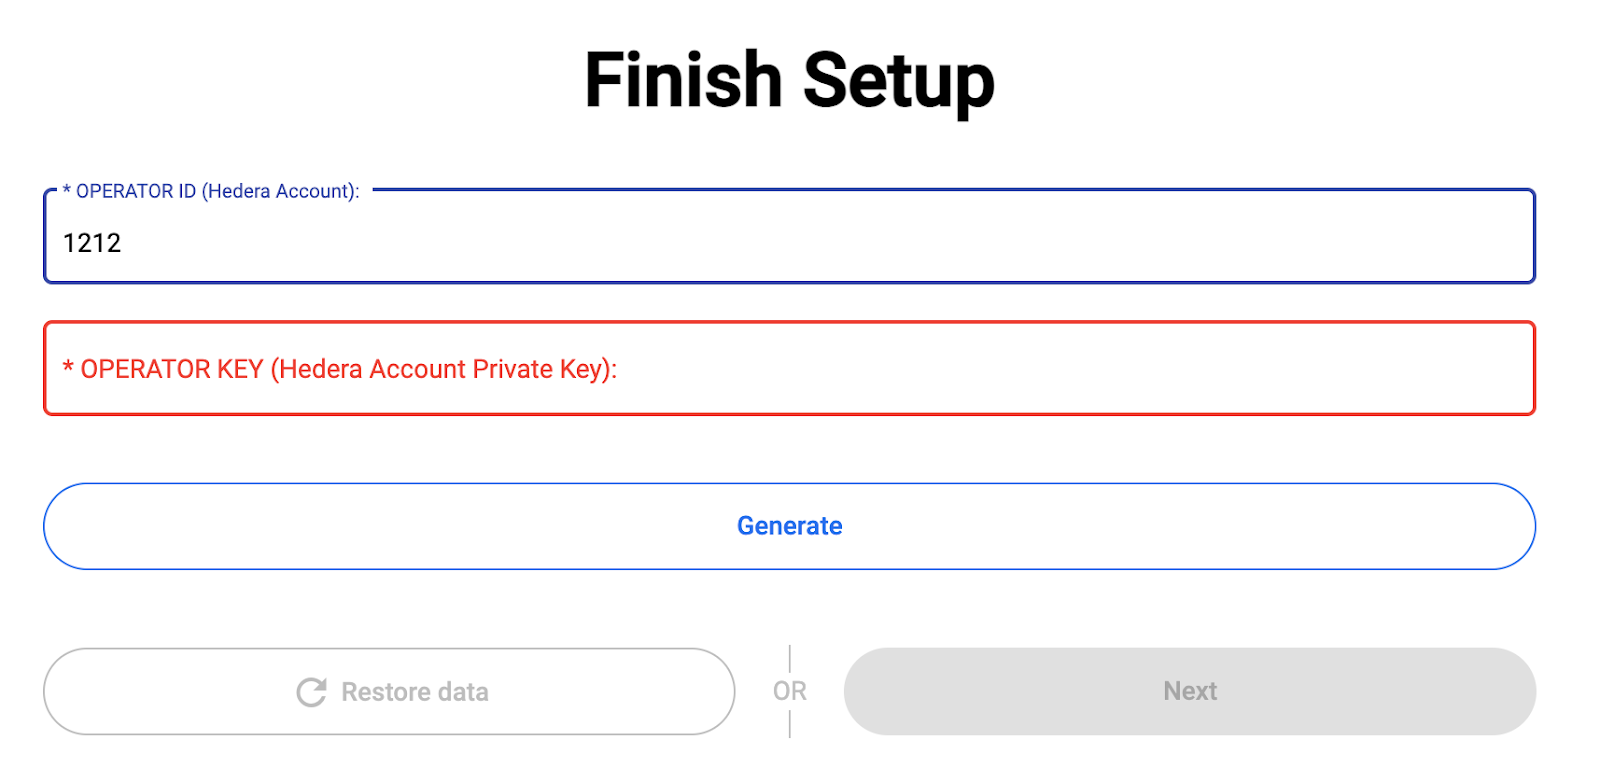 Finish Setup
* OPERATOR ID (Hedera Account):
1212
* OPERATOR KEY (Hedera Account Private Key):
Generate
Restore data
OR
Next